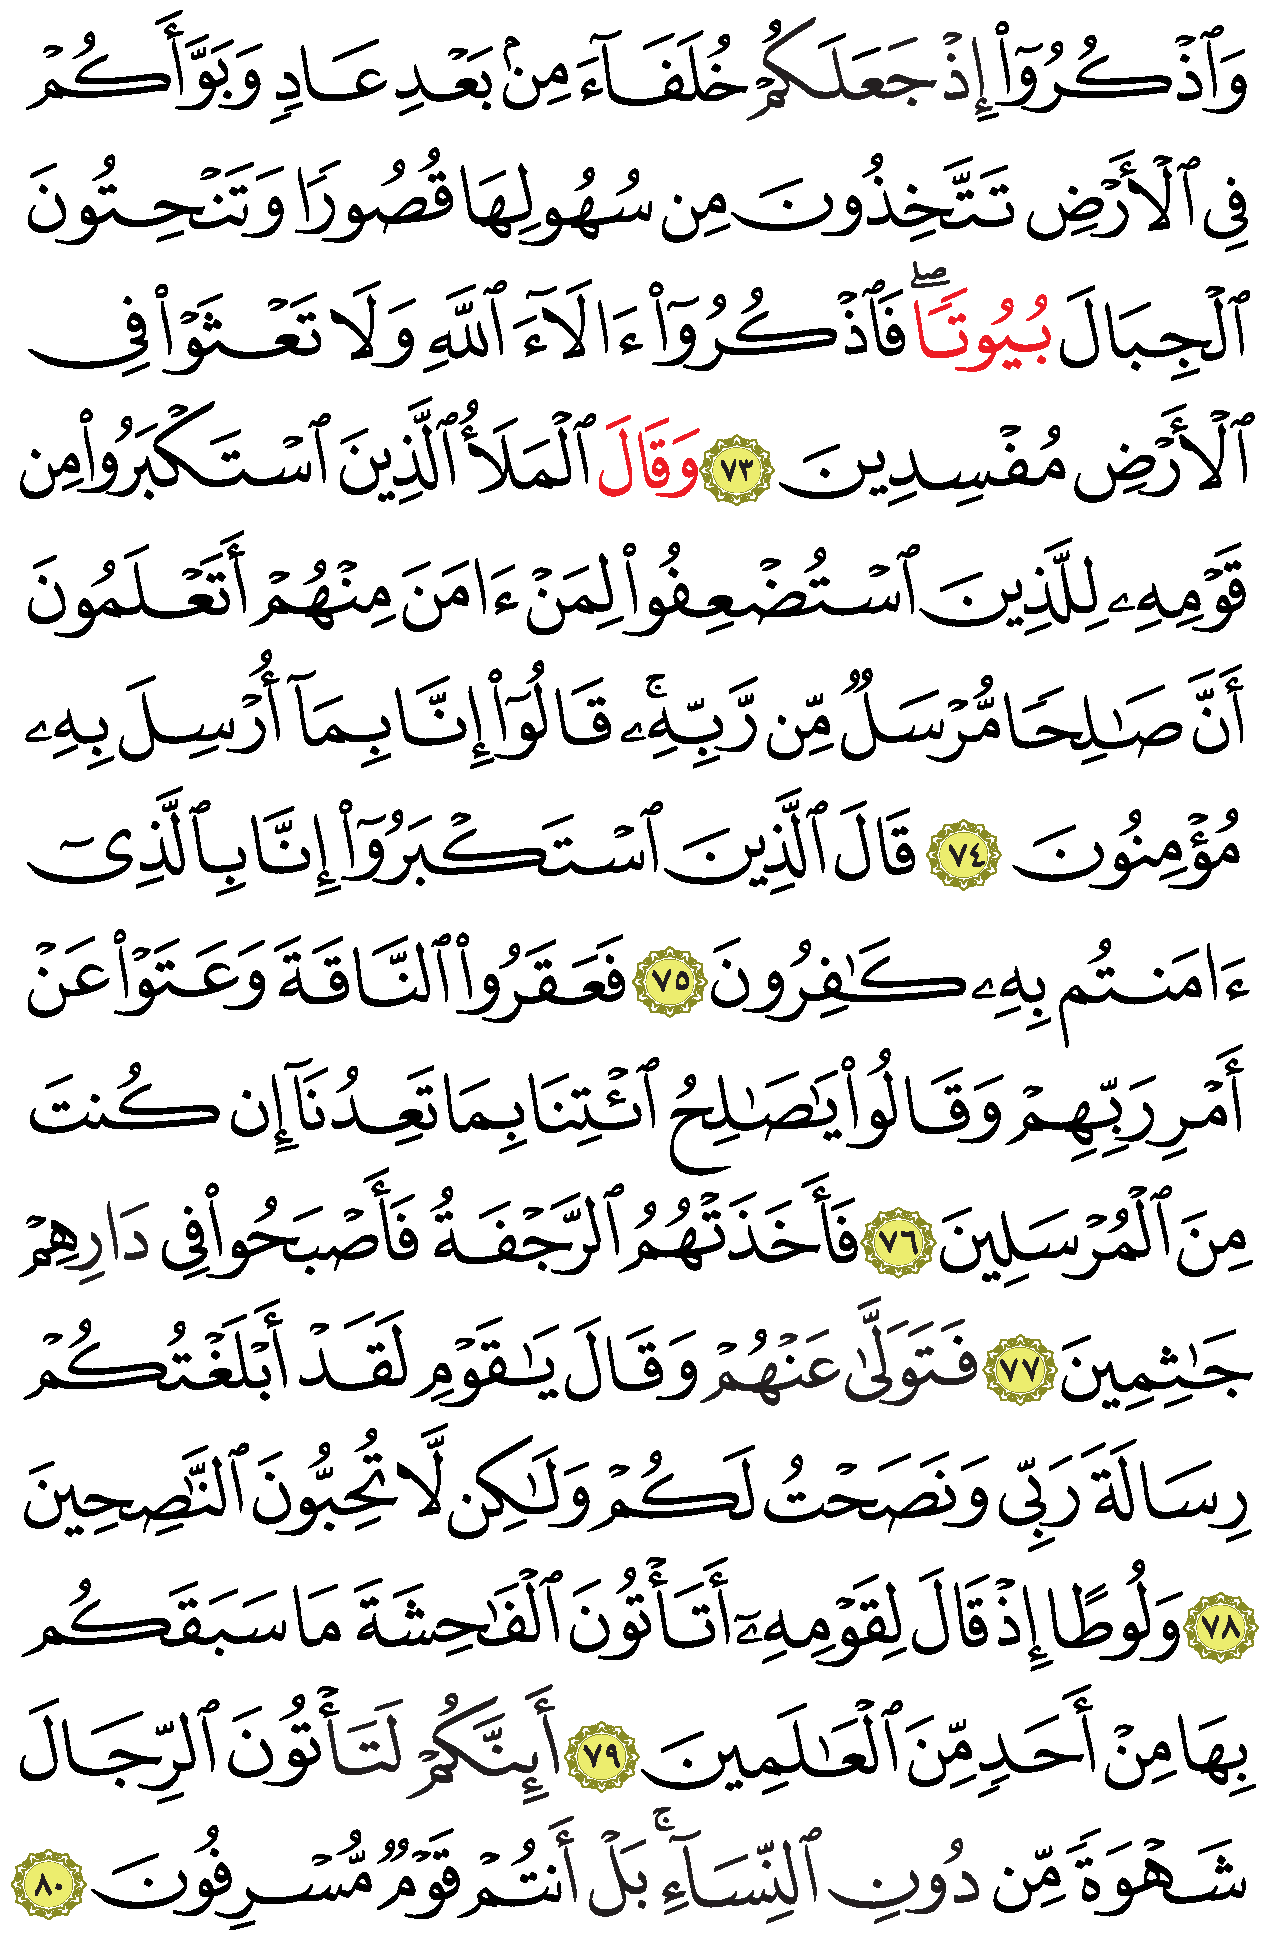 وَٱذۡكُرُوٓاْ إِذۡ جَعَلَكُمۡ خُلَفَآءَ مِنۢ بَعۡدِ عَادٖ وَبَوَّأَكُمۡ
فِي ٱلۡأَرۡضِ تَتَّخِذُونَ مِن سُهُولِهَا قُصُورٗا وَتَنۡحِتُونَ
ٱلۡجِبَالَ بُيُوتٗاۖ فَٱذۡكُرُوٓاْ ءَالَآءَ ٱللَّهِ وَلَا تَعۡثَوۡاْ فِي
ٱلۡأَرۡضِ مُفۡسِدِينَ ٧٣ وَقَالَ ٱلۡمَلَأُ ٱلَّذِينَ ٱسۡتَكۡبَرُواْ مِن
قَوۡمِهِۦ لِلَّذِينَ ٱسۡتُضۡعِفُواْ لِمَنۡ ءَامَنَ مِنۡهُمۡ أَتَعۡلَمُونَ
أَنَّ صَٰلِحٗا مُّرۡسَلٞ مِّن رَّبِّهِۦۚ قَالُوٓاْ إِنَّا بِمَآ أُرۡسِلَ بِهِۦ
مُؤۡمِنُونَ ٧٤ قَالَ ٱلَّذِينَ ٱسۡتَكۡبَرُوٓاْ إِنَّا بِٱلَّذِيٓ
ءَامَنتُم بِهِۦ كَٰفِرُونَ ٧٥ فَعَقَرُواْ ٱلنَّاقَةَ وَعَتَوۡاْ عَنۡ
أَمۡرِ رَبِّهِمۡ وَقَالُواْ يَٰصَٰلِحُ ٱئۡتِنَا بِمَا تَعِدُنَآ إِن كُنتَ
مِنَ ٱلۡمُرۡسَلِينَ ٧٦ فَأَخَذَتۡهُمُ ٱلرَّجۡفَةُ فَأَصۡبَحُواْ فِي دَارِهِمۡ
جَٰثِمِينَ ٧٧ فَتَوَلَّىٰ عَنۡهُمۡ وَقَالَ يَٰقَوۡمِ لَقَدۡ أَبۡلَغۡتُكُمۡ
رِسَالَةَ رَبِّي وَنَصَحۡتُ لَكُمۡ وَلَٰكِن لَّا تُحِبُّونَ ٱلنَّٰصِحِينَ
٧٨ وَلُوطًا إِذۡ قَالَ لِقَوۡمِهِۦٓ أَتَأۡتُونَ ٱلۡفَٰحِشَةَ مَا سَبَقَكُم
بِهَا مِنۡ أَحَدٖ مِّنَ ٱلۡعَٰلَمِينَ ٧٩ أَئِنَّكُمۡ لَتَأۡتُونَ ٱلرِّجَالَ
شَهۡوَةٗ مِّن دُونِ ٱلنِّسَآءِۚ بَلۡ أَنتُمۡ قَوۡمٞ مُّسۡرِفُونَ ٨٠